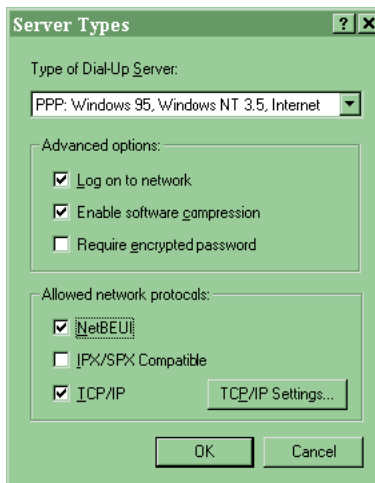 Server Types
Type of Dial-Up Server:
PPP: Windows 95, Windows NT 3.5, Internet
Advanced options:
Log on to network
Enable software compression
Require encrypted password
Allowed network protocols:
NetBEUI
IPX/SPX Compatible
TCP/IP TCP/IP Settings...
OK Cancel